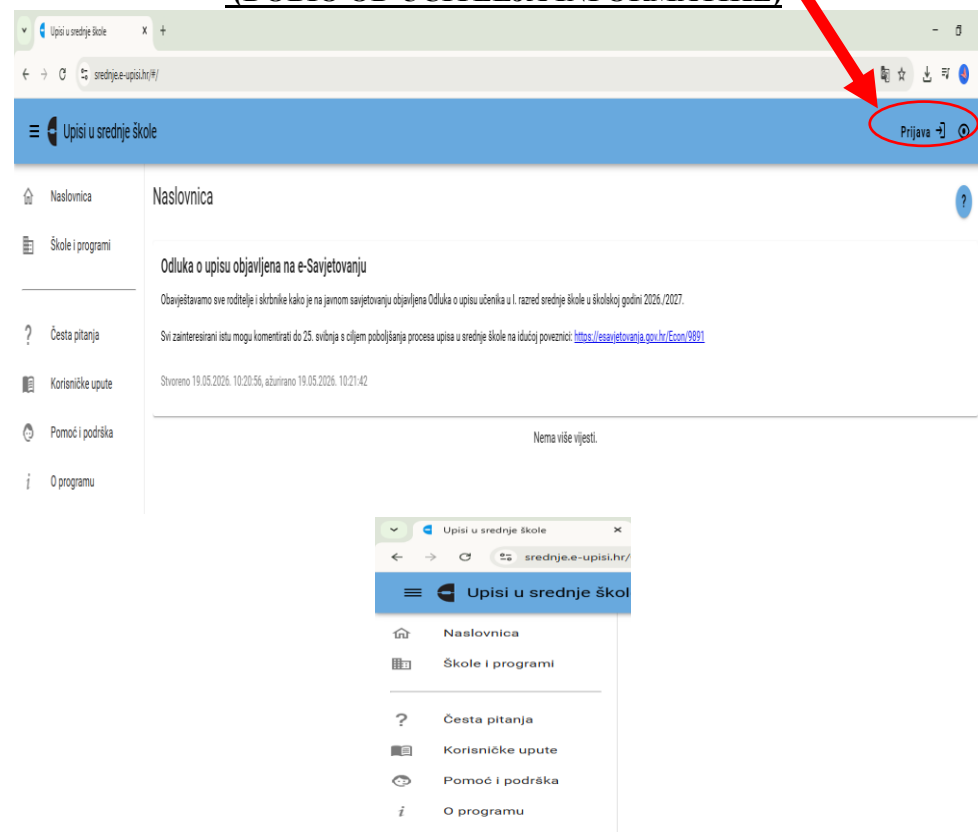 (DOBIO OD UČITELJA INFORMATIKE)
Upisi u srednje škole
srednje.e-upisi.hr/#/
Upisi u srednje škole
Prijava
Naslovnica
Škole i programi
Česta pitanja
Korisničke upute
Pomoć i podrška
O programu
Naslovnica
?
Odluka o upisu objavljena na e-Savjetovanju
Obavještavamo sve roditelje i skrbnike kako je na javnom savjetovanju objavljena Odluka o upisu učenika u I. razred srednje škole u školskoj godini 2026./2027.
Svi zainteresirani istu mogu komentirati do 25. svibnja s ciljem poboljšanja procesa upisa u srednje škole na idućoj poveznici: https://esavjetovanja.gov.hr/Econ/9891
Stvoreno 19.05.2026. 10:20:56, ažurirano 19.05.2026. 10:21:42
Nema više vijesti.
Upisi u srednje škole
srednje.e-upisi.hr/
Upisi u srednje škol
Naslovnica
Škole i programi
Česta pitanja
Korisničke upute
Pomoć i podrška
O programu